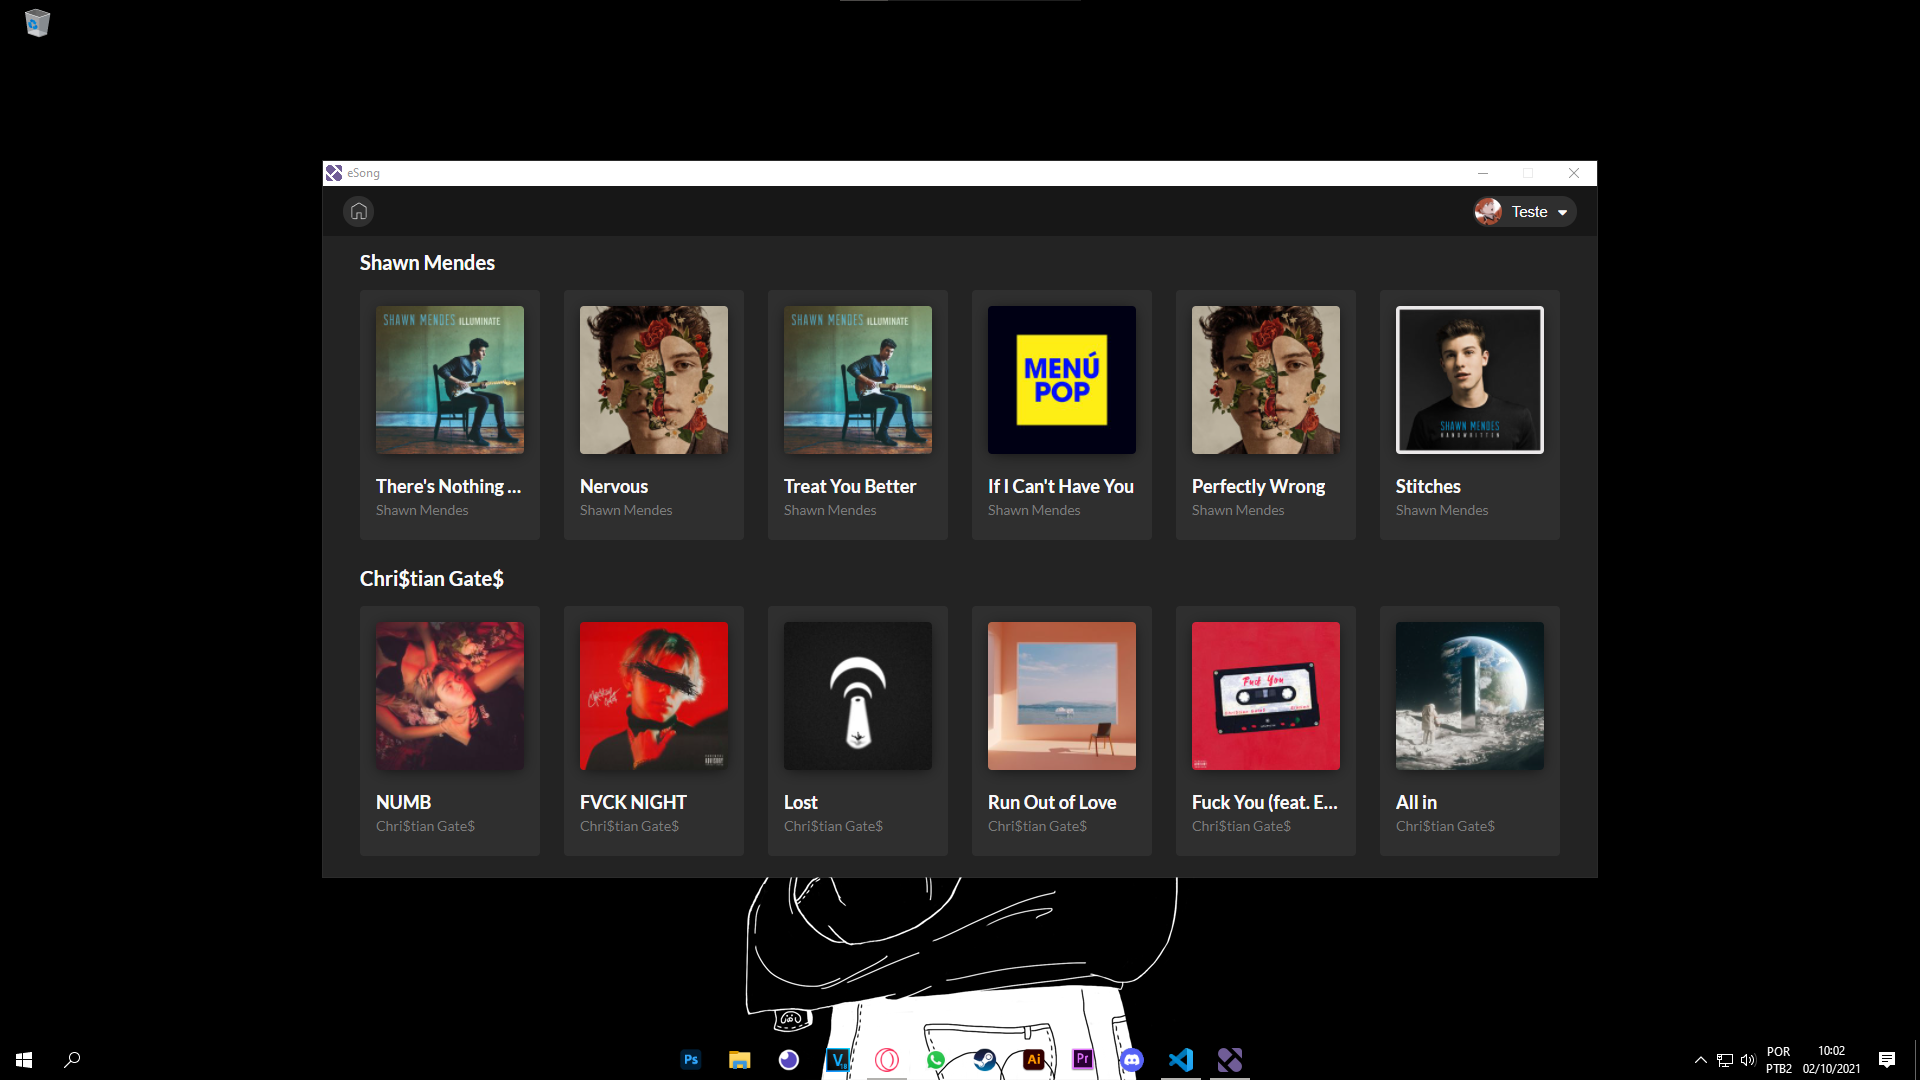 eSong
Teste
Shawn Mendes
SHAWN MENDES ILLUMINATE
SHAWN MENDES ILLUMINATE
MENÚ
POP
SHAWN MENDES
HANDWRITTEN
There's Nothing ...
Nervous
Treat You Better
If I Can't Have You
Perfectly Wrong
Stitches
Shawn Mendes
Shawn Mendes
Shawn Mendes
Shawn Mendes
Shawn Mendes
Shawn Mendes
Chri$tian Gate$
Fuck You
NUMB
FVCK NIGHT
Lost
Run Out of Love
Fuck You (feat. E...
All in
Chri$tian Gate$
Chri$tian Gate$
Chri$tian Gate$
Chri$tian Gate$
Chri$tian Gate$
Chri$tian Gate$
Ps
V
18
Ai
Pr
POR
PTB2
10:02
02/10/2021